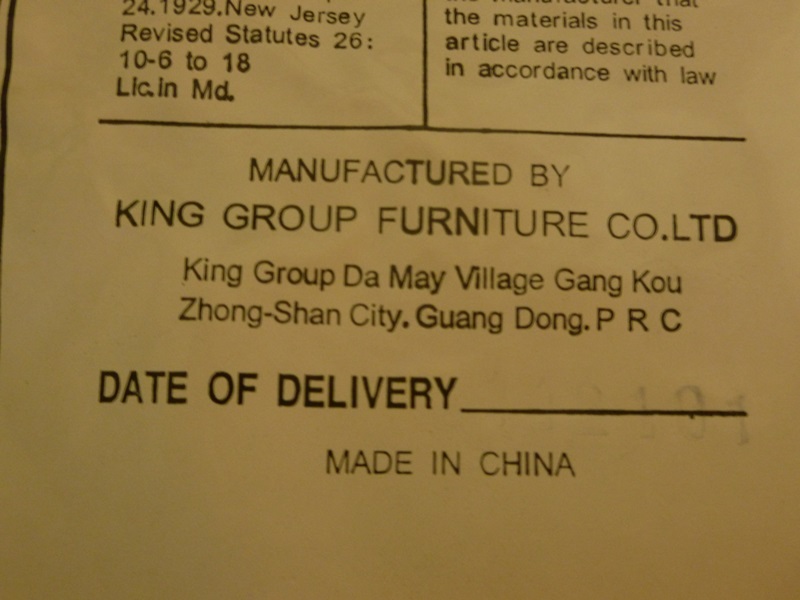 24.1929.New Jersey
Revised Statutes 26:
10-6 to 18
Lic.in Md.
manufacturer that
the materials in this
article are described
in accordance with law
MANUFACTURED BY
KING GROUP FURNITURE CO.LTD
King Group Da May Village Gang Kou
Zhong-Shan City. Guang Dong. P R C
DATE OF DELIVERY
MADE IN CHINA